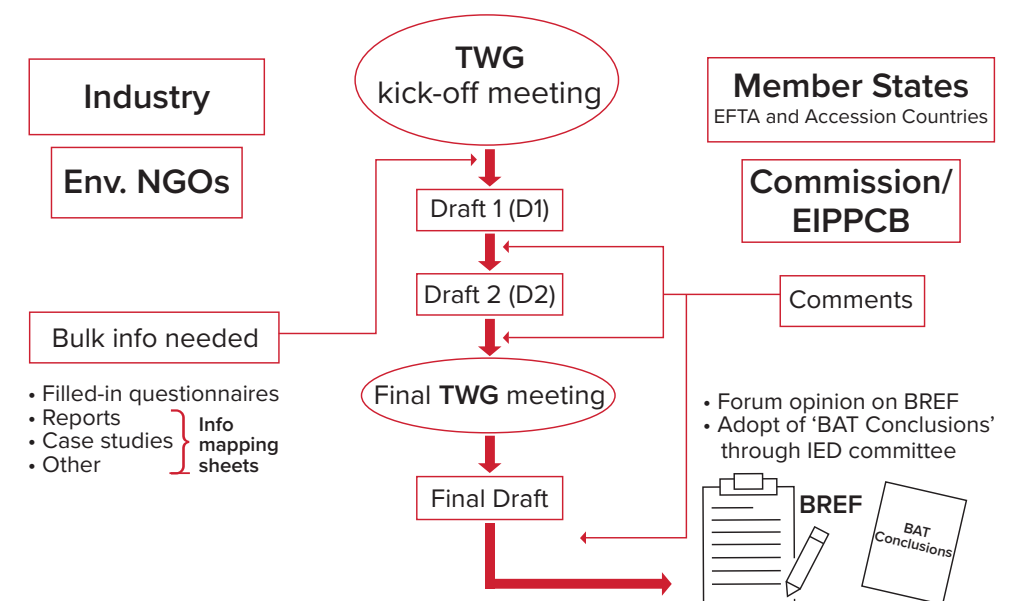 TWG
kick-off meeting
Industry
Env. NGOs
Member States
EFTA and Accession Countries
Commission/
EIPPCB
Draft 1 (D1)
Draft 2 (D2)
Comments
Bulk info needed
• Filled-in questionnaires
• Reports
• Case studies
• Other
Info
mapping
sheets
Final TWG meeting
Final Draft
• Forum opinion on BREF
• Adopt of ‘BAT Conclusions’
through IED committee
BREF
BAT
Conclusions